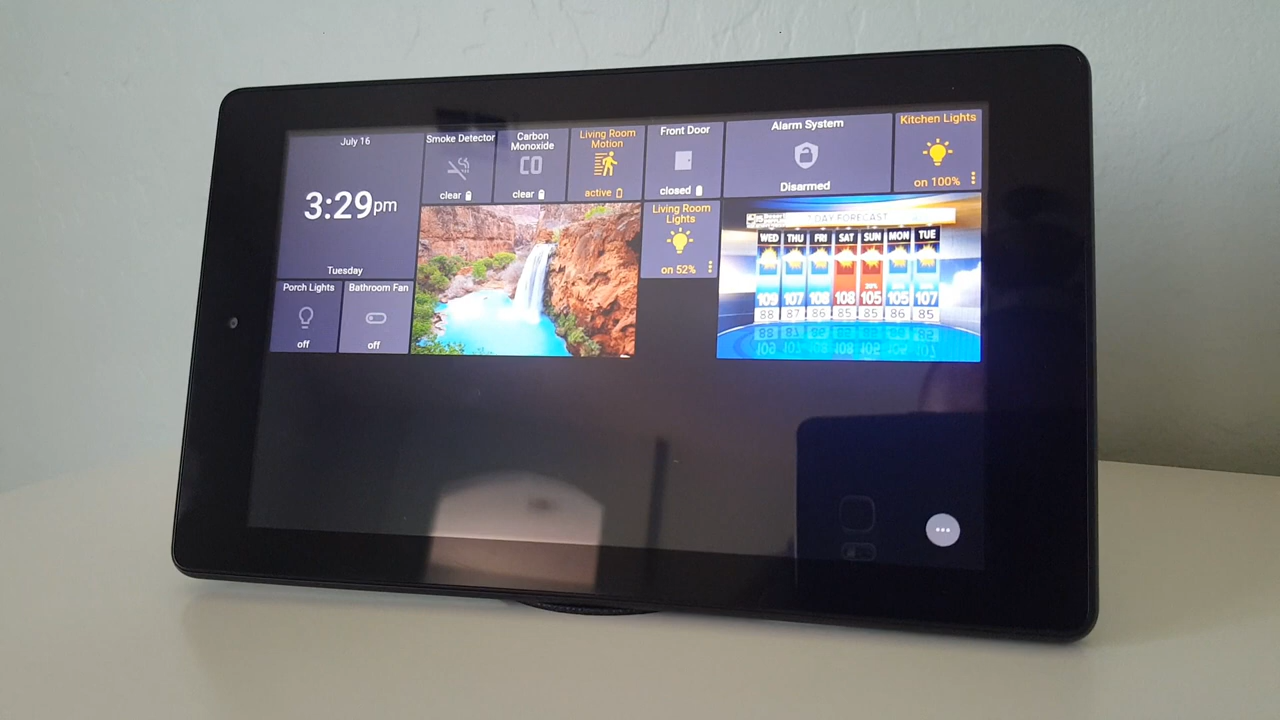 July 16
3:29pm
Tuesday
Smoke Detector
clear
Carbon
Monoxide
CO
clear
Living Room
Motion
active
Front Door
closed
Alarm System
Disarmed
Kitchen Lights
on 100%
Porch Lights
off
Bathroom Fan
off
Living Room
Lights
on 52%
7 DAY FORECAST
WED THU FRI SAT SUN MON TUE
109 107 108 108 105 105 107
88 87 86 85 85 86 85